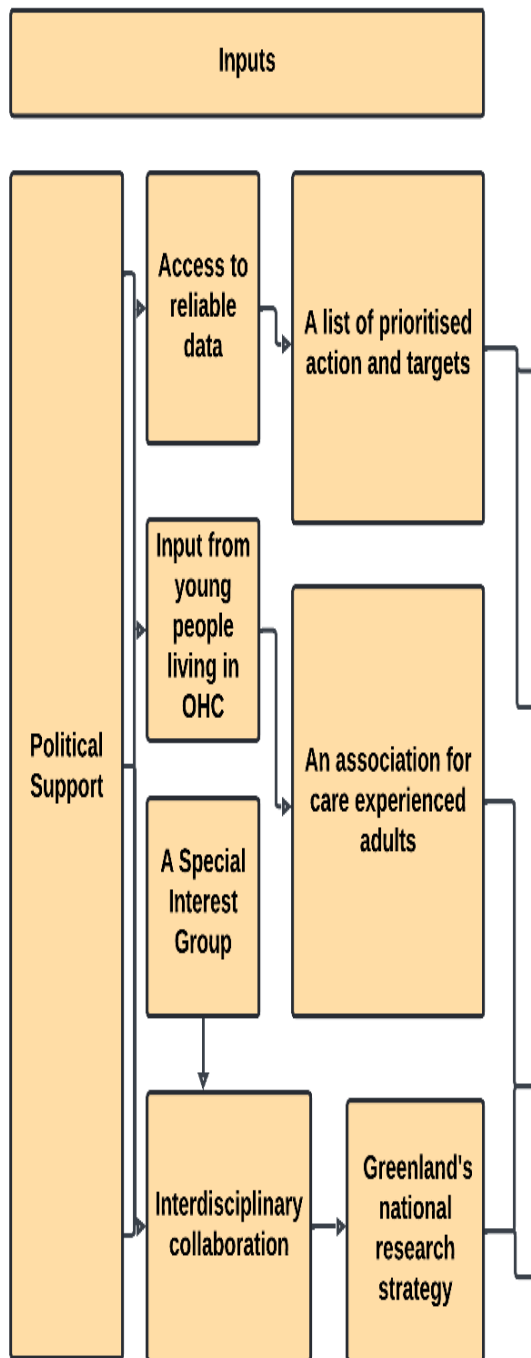 Inputs
Political
Support
Access to
reliable
data
A list of prioritised
action and targets
Input from
young
people
living in
OHC
An association for
care experienced
adults
A Special
Interest
Group
Interdisciplinary
collaboration
Greenland's
national
research
strategy